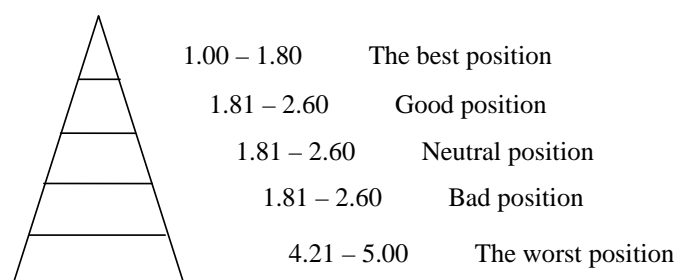 1.00 – 1.80 The best position
1.81 – 2.60 Good position
1.81 – 2.60 Neutral position
1.81 – 2.60 Bad position
4.21 – 5.00 The worst position